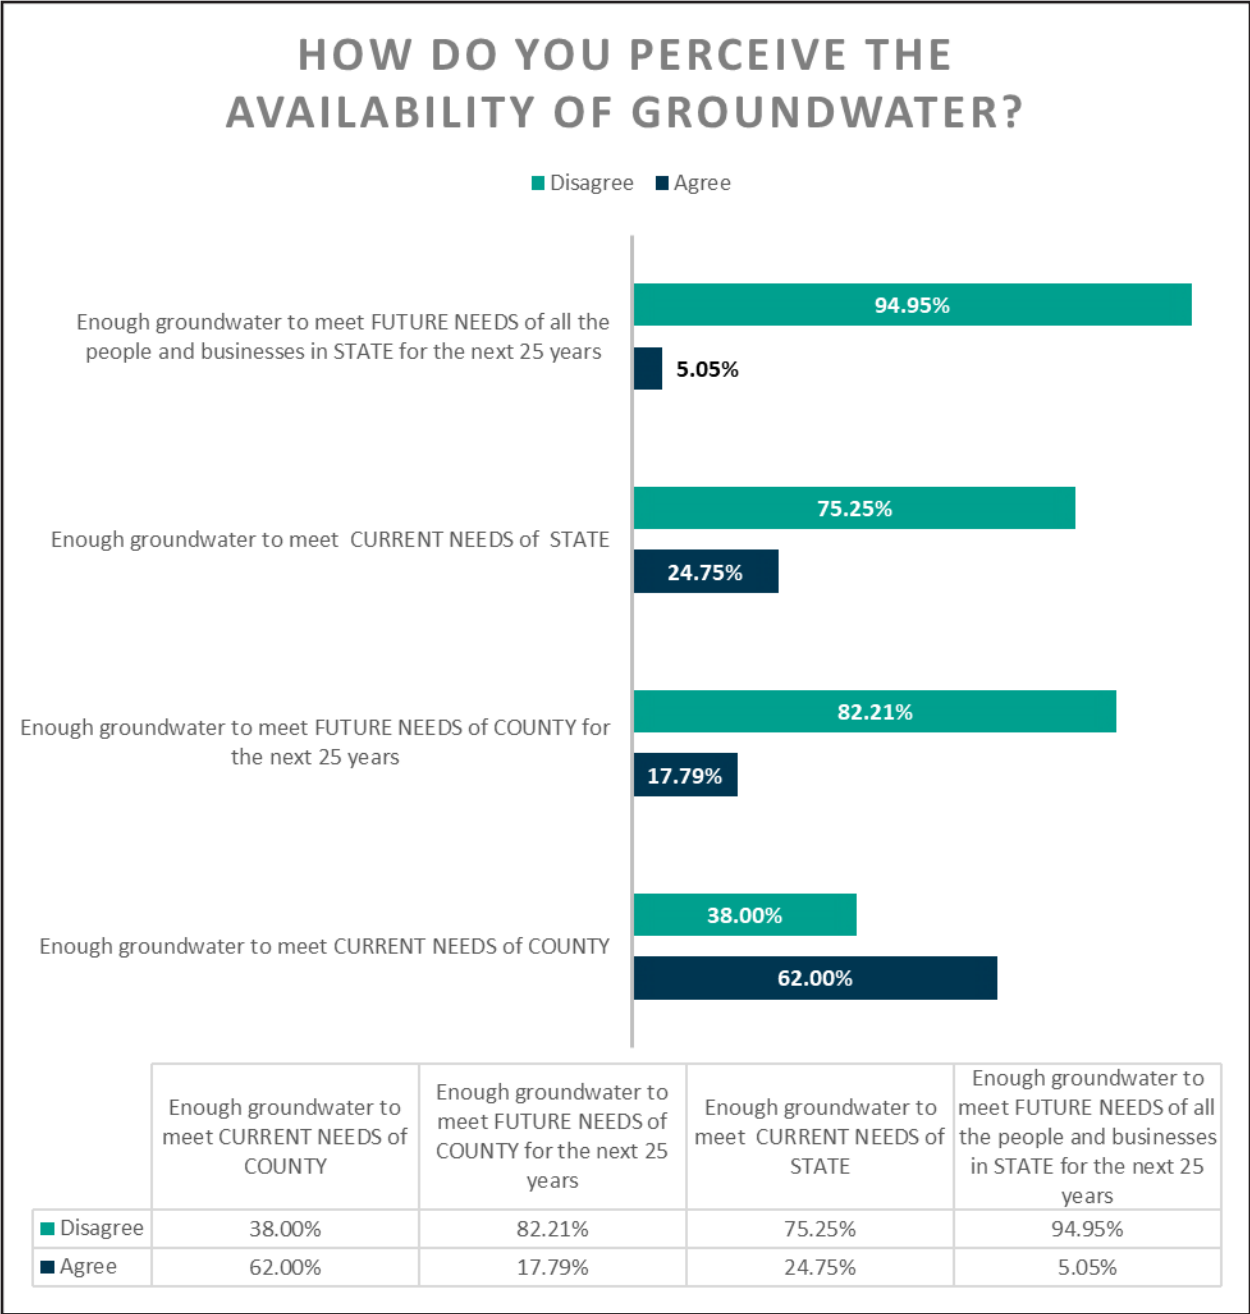 HOW DO YOU PERCEIVE THE
AVAILABILITY OF GROUNDWATER?
Disagree Agree
Enough groundwater to meet FUTURE NEEDS of all the
people and businesses in STATE for the next 25 years
94.95%
5.05%
Enough groundwater to meet CURRENT NEEDS of STATE
75.25%
24.75%
Enough groundwater to meet FUTURE NEEDS of COUNTY for
the next 25 years
82.21%
17.79%
Enough groundwater to meet CURRENT NEEDS of COUNTY
38.00%
62.00%
Enough groundwater to
meet CURRENT NEEDS of
COUNTY
Enough groundwater to
meet FUTURE NEEDS of
COUNTY for the next 25
years
Enough groundwater to
meet CURRENT NEEDS of
STATE
Enough groundwater to
meet FUTURE NEEDS of all
the people and businesses
in STATE for the next 25
years
Disagree 38.00% 82.21% 75.25% 94.95%
Agree 62.00% 17.79% 24.75% 5.05%